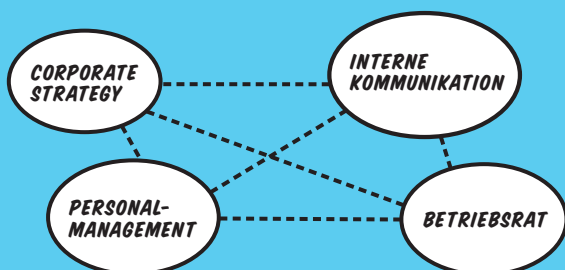 CORPORATE
STRATEGY
INTERNE
KOMMUNIKATION
PERSONAL-
MANAGEMENT
BETRIEBSRAT